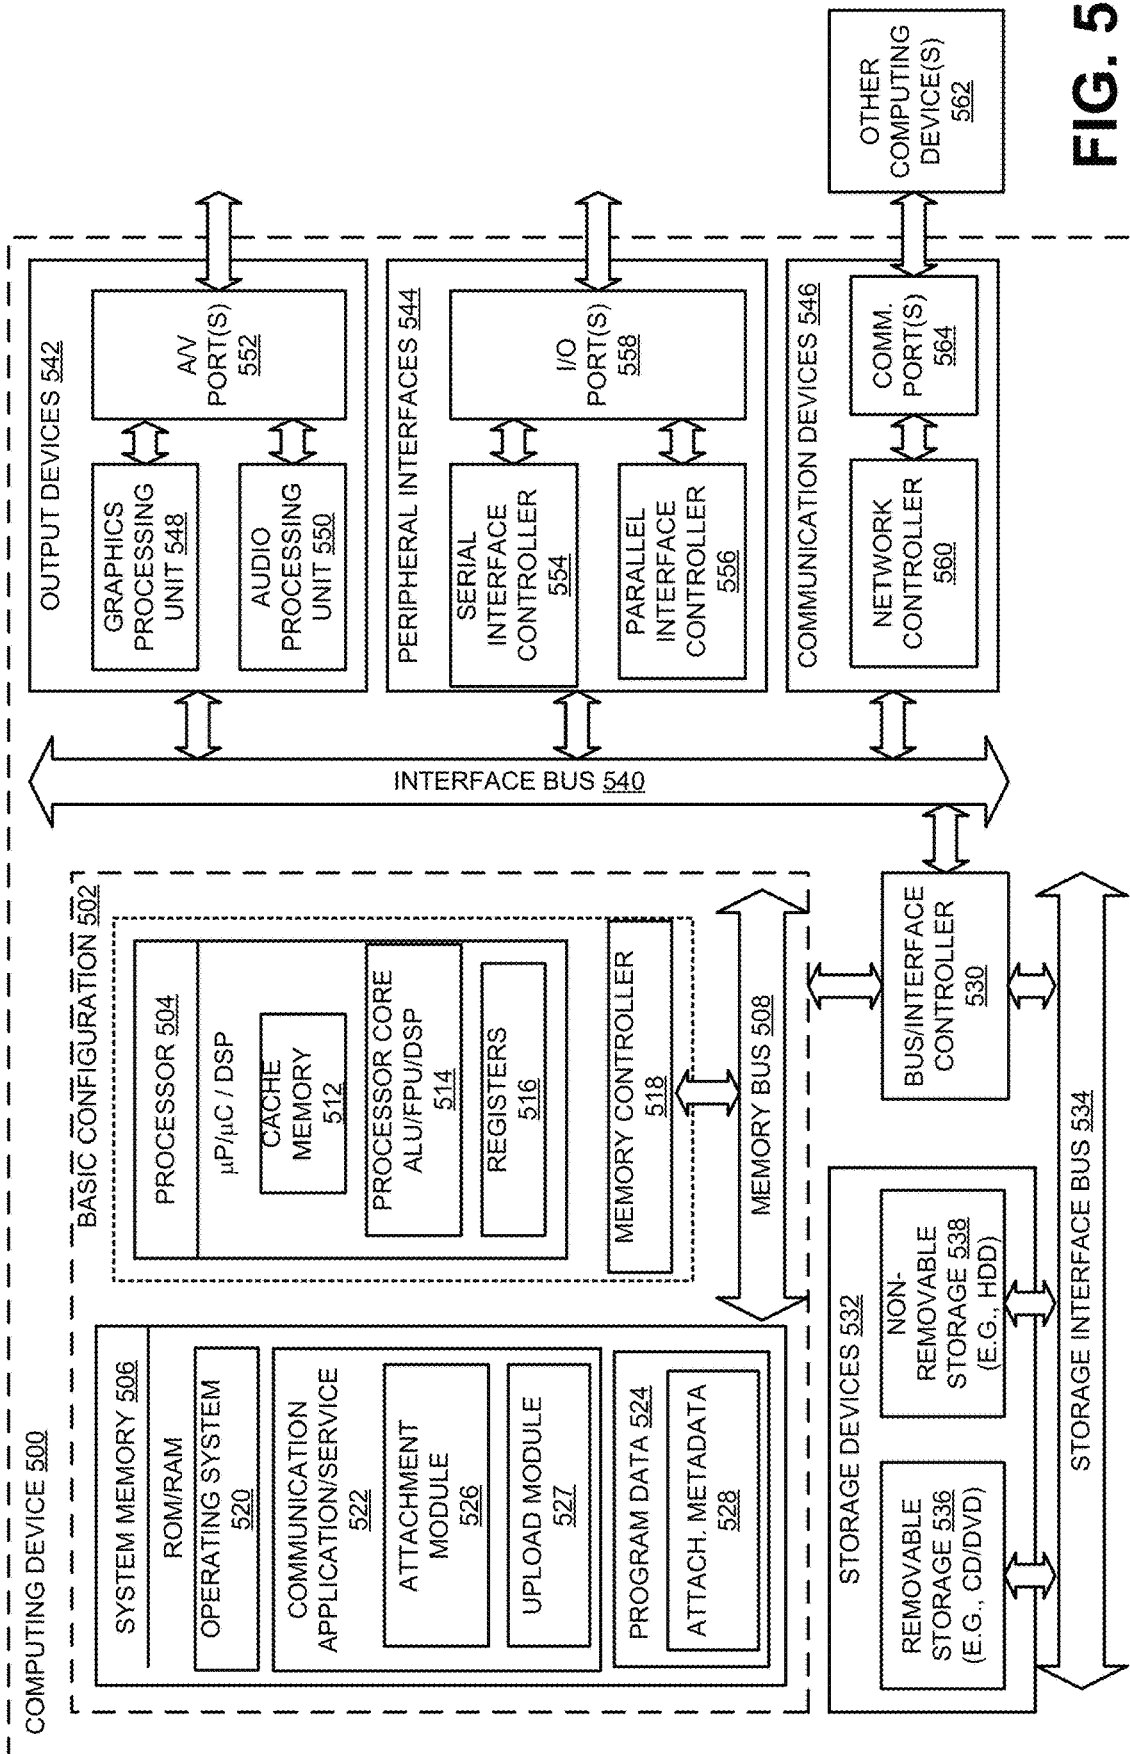 COMPUTING DEVICE 500
BASIC CONFIGURATION 502
SYSTEM MEMORY 506
ROM/RAM
OPERATING SYSTEM
520
COMMUNICATION
APPLICATION/SERVICE
522
ATTACHMENT
MODULE
526
UPLOAD MODULE
527
PROGRAM DATA 524
ATTACH. METADATA
528
PROCESSOR 504
µP/µC / DSP
CACHE
MEMORY
512
PROCESSOR CORE
ALU/FPU/DSP
514
REGISTERS
516
MEMORY CONTROLLER
518
MEMORY BUS 508
STORAGE DEVICES 532
REMOVABLE
STORAGE 536
(E.G., CD/DVD)
NON-
REMOVABLE
STORAGE 538
(E.G., HDD)
BUS/INTERFACE
CONTROLLER
530
STORAGE INTERFACE BUS 534
INTERFACE BUS 540
OUTPUT DEVICES 542
GRAPHICS
PROCESSING
UNIT 548
AUDIO
PROCESSING
UNIT 550
A/V
PORT(S)
552
PERIPHERAL INTERFACES 544
SERIAL
INTERFACE
CONTROLLER
554
PARALLEL
INTERFACE
CONTROLLER
556
I/O
PORT(S)
558
COMMUNICATION DEVICES 546
NETWORK
CONTROLLER
560
COMM.
PORT(S)
564
OTHER
COMPUTING
DEVICE(S)
562
FIG. 5